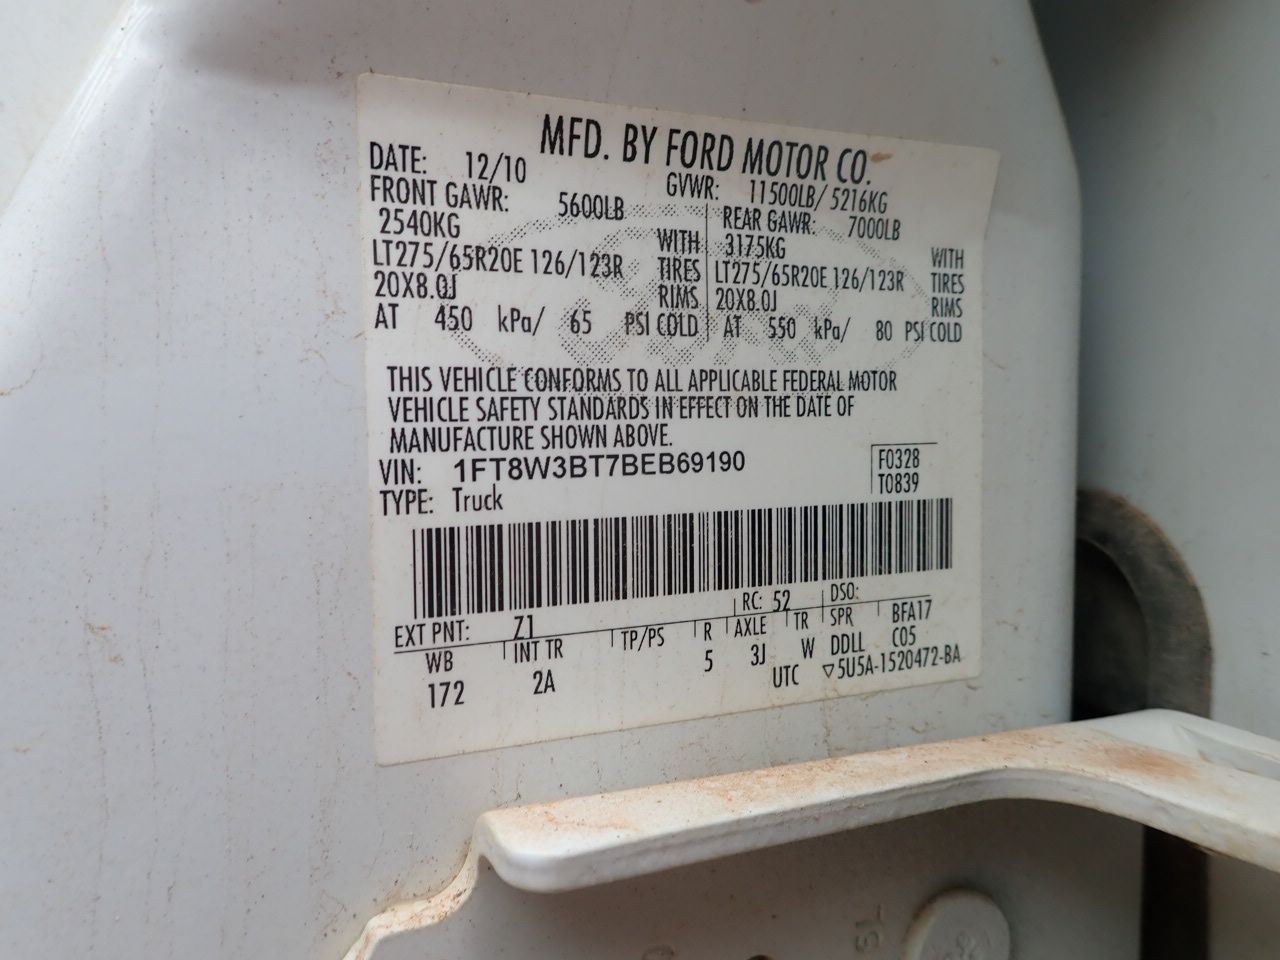 MFD. BY FORD MOTOR CO.
DATE: 12/10 GVWR: 11500LB/ 5216KG
FRONT GAWR: 5600LB REAR GAWR: 7000LB
2540KG WITH 3175KG WITH
LT275/65R20E 126/123R TIRES LT275/65R20E 126/123R TIRES
20X8.0J RIMS 20X8.0J RIMS
AT 450 kPa/ 65 PSI COLD AT 550 kPa/ 80 PSI COLD
THIS VEHICLE CONFORMS TO ALL APPLICABLE FEDERAL MOTOR
VEHICLE SAFETY STANDARDS IN EFFECT ON THE DATE OF
MANUFACTURE SHOWN ABOVE.
VIN: 1FT8W3BT7BEB69190 F0328
TYPE: Truck T0839
EXT PNT: Z1 RC: 52 DSO:
WB INT TR TP/PS R AXLE TR SPR BFA17
172 2A 5 3J W DDLL C05
UTC ▽5U5A-1520472-BA